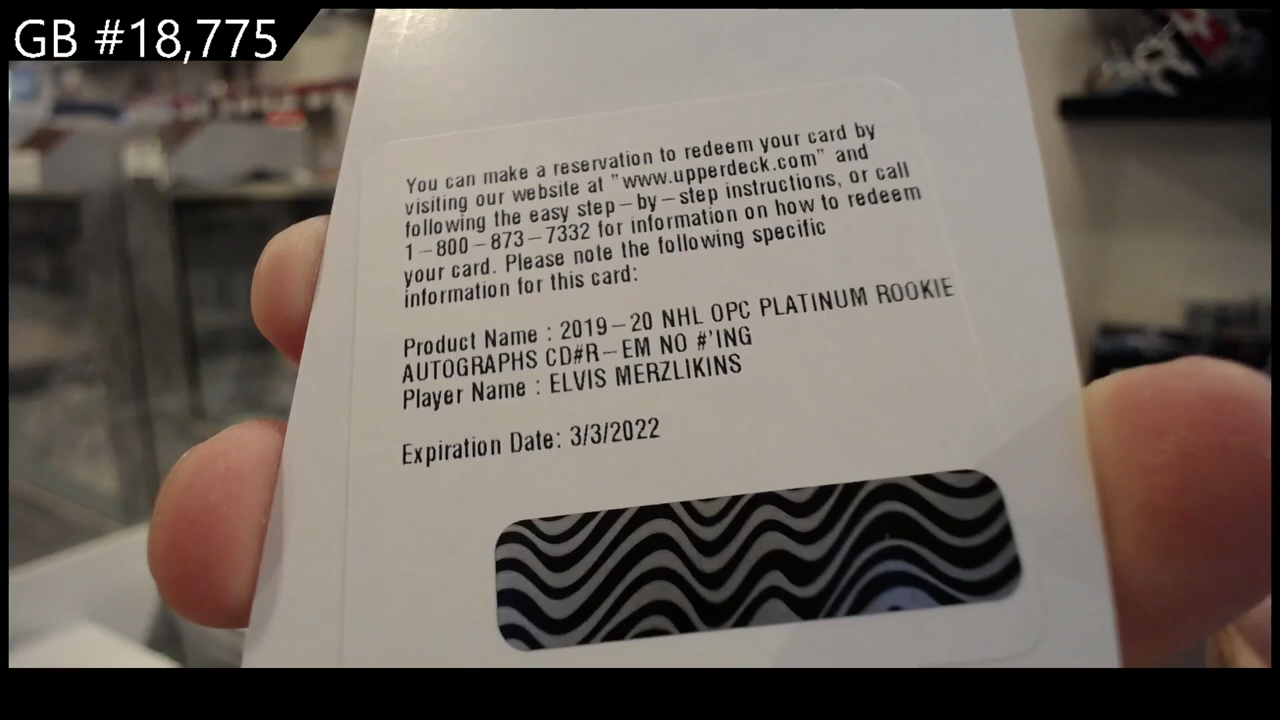 GB #18,775
You can make a reservation to redeem your card by
visiting our website at "www.upperdeck.com" and
following the easy step-by-step instructions, or call
1-800-873-7332 for information on how to redeem
your card. Please note the following specific
information for this card:
Product Name : 2019-20 NHL OPC PLATINUM ROOKIE
AUTOGRAPHS CD#R-EM NO #'ING
Player Name : ELVIS MERZLIKINS
Expiration Date: 3/3/2022